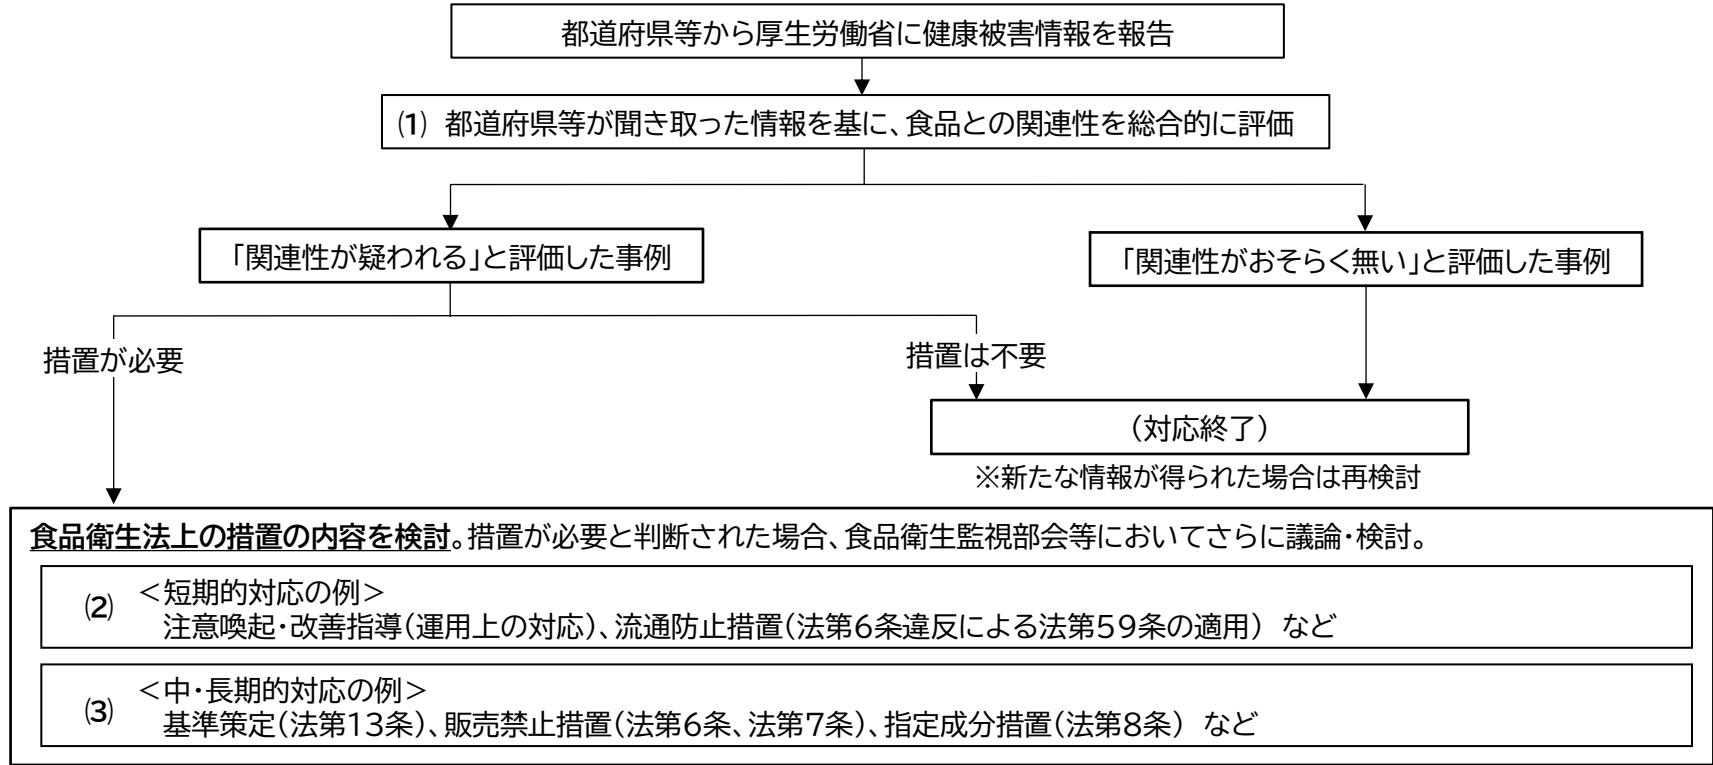 都道府県等から厚生労働省に健康被害情報を報告
⑴ 都道府県等が聞き取った情報を基に、食品との関連性を総合的に評価
「関連性が疑われる」と評価した事例
「関連性がおそらく無い」と評価した事例
措置が必要
措置は不要
（対応終了）
※新たな情報が得られた場合は再検討
食品衛生法上の措置の内容を検討。措置が必要と判断された場合、食品衛生監視部会等においてさらに議論・検討。
⑵ ＜短期的対応の例＞
注意喚起・改善指導（運用上の対応）、流通防止措置（法第6条違反による法第59条の適用） など
⑶ ＜中・長期的対応の例＞
基準策定（法第13条）、販売禁止措置（法第6条、法第7条）、指定成分措置（法第8条） など